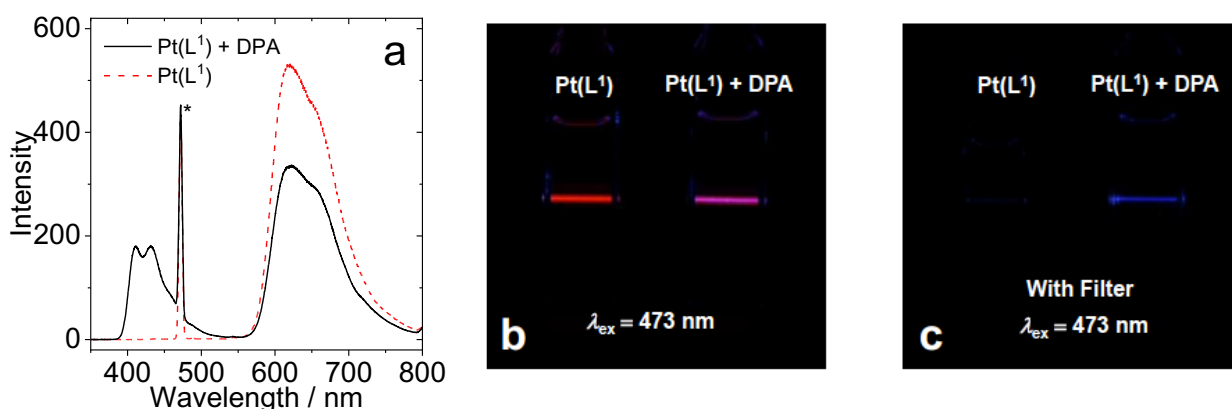 600
400
200
0
Intensity
400 500 600 700 800
Wavelength / nm
Pt(L¹) + DPA
Pt(L¹)
a
*
Pt(L¹) Pt(L¹) + DPA
λex = 473 nm
b
Pt(L¹) Pt(L¹) + DPA
With Filter
λex = 473 nm
c